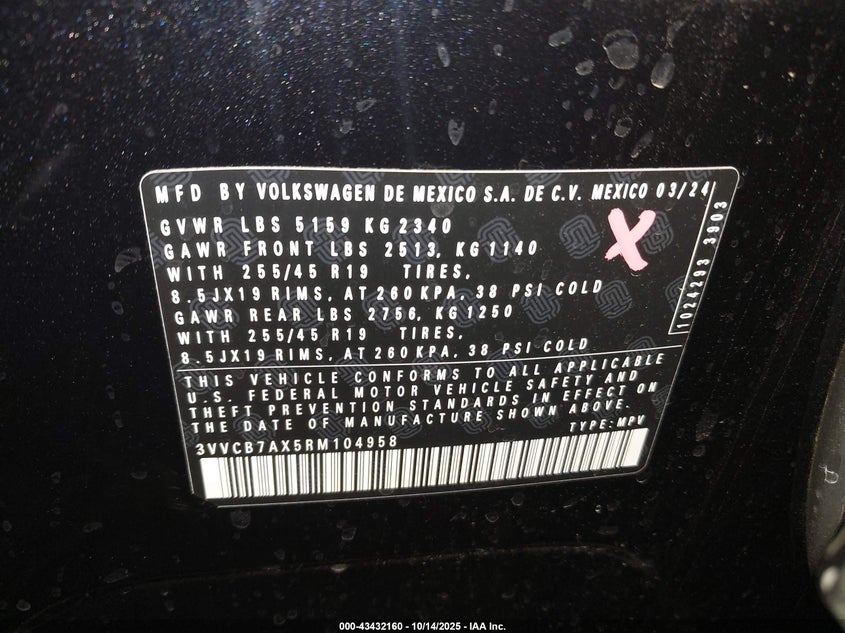 MFD BY VOLKSWAGEN DE MEXICO S.A. DE C.V. MEXICO 03/24
GVWR LBS 5159 KG 2340
GAWR FRONT LBS 2513, KG 1140
WITH 255/45 R19 TIRES,
8.5JX19 RIMS, AT 260 KPA, 38 PSI COLD
GAWR REAR LBS 2756, KG 1250
WITH 255/45 R19 TIRES,
8.5JX19 RIMS, AT 260 KPA, 38 PSI COLD
1024293 3903
THIS VEHICLE CONFORMS TO ALL APPLICABLE
U.S. FEDERAL MOTOR VEHICLE SAFETY AND
THEFT PREVENTION STANDARDS IN EFFECT ON
THE DATE OF MANUFACTURE SHOWN ABOVE.
TYPE: MPV
3VVCB7AX5RM104958
X
000-43432160 - 10/14/2025 - IAA Inc.